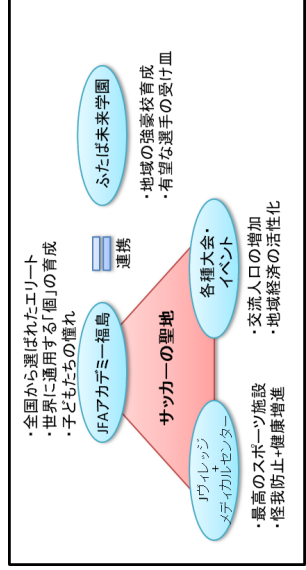 ・全国から選ばれたエリート
・世界に通用する「個」の育成
・子どもたちの憧れ
JFAアカデミー福島
連携
ふたば未来学園
・地域の強豪校育成
・有望な選手の受け皿
サッカーの聖地
Jヴィレッジ
+
メディカルセンター
・最高のスポーツ施設
・怪我防止+健康増進
各種大会・
イベント
・交流人口の増加
・地域経済の活性化